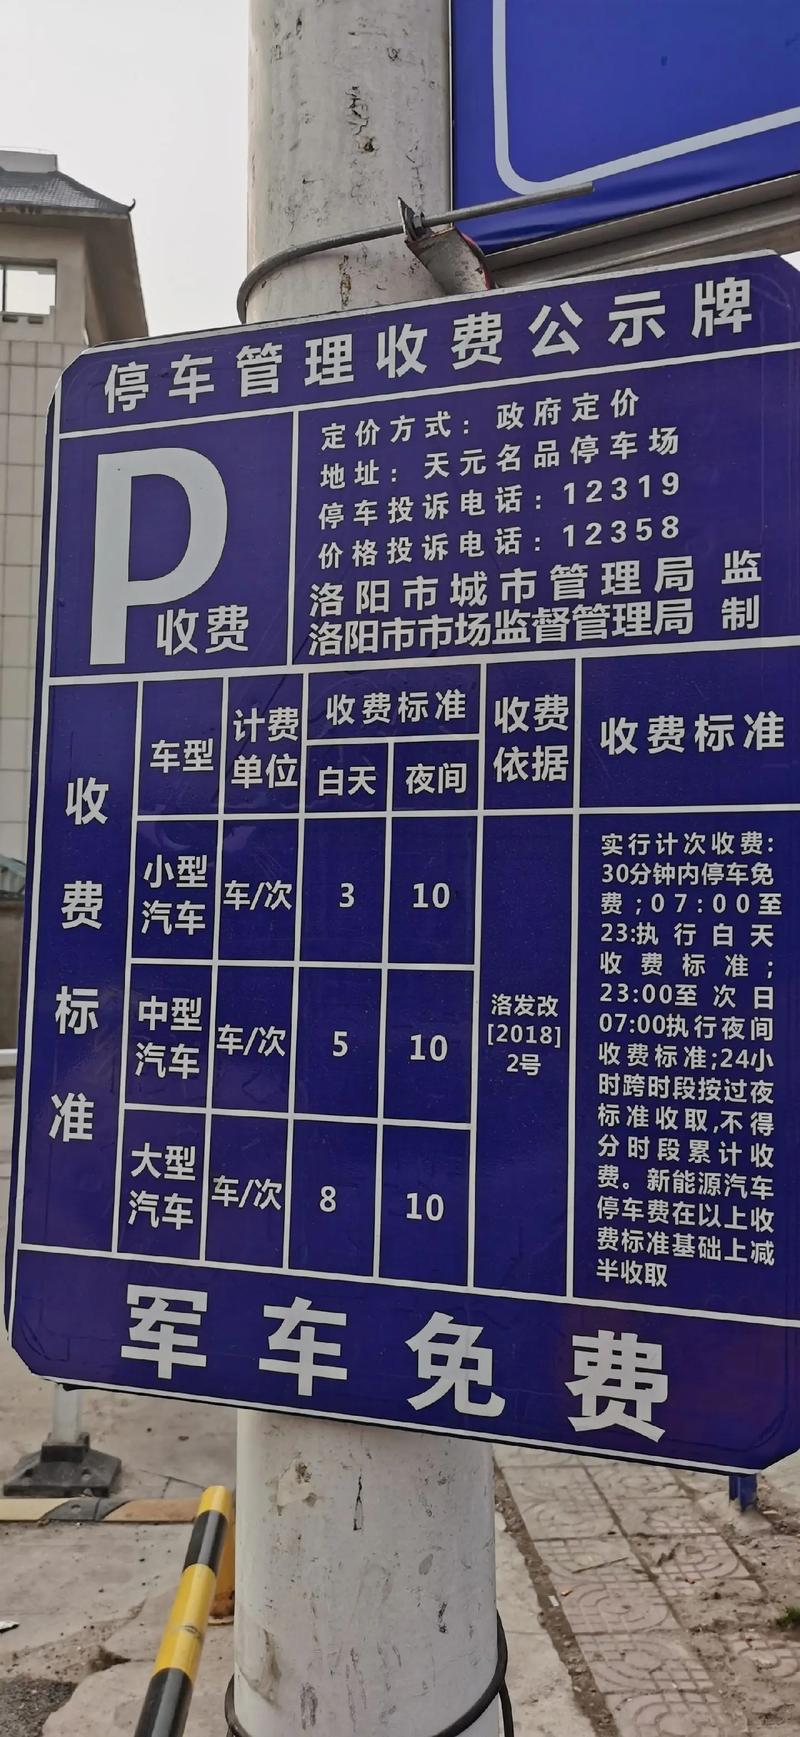 停车管理收费公示牌
P收费
定价方式：政府定价
地址：天元名品停车场
停车投诉电话：12319
价格投诉电话：12358
洛阳市城市管理局 监
洛阳市市场监督管理局 制
收费标准
车型
计费
单位
收费标准
白天 夜间
收费
依据
收费标准
小型
汽车
车/次 3 10
中型
汽车
车/次 5 10
大型
汽车
车/次 8 10
洛发改
[2018]
2号
实行计次收费:
30分钟内停车免
费;07:00至
23:执行白天
收费标准;
23:00至次日
07:00执行夜间
收费标准;24小
时跨时段按过夜
标准收取,不得
分时段累计收
费。新能源汽车
停车费在以上收
费标准基础上减
半收取
军车免费